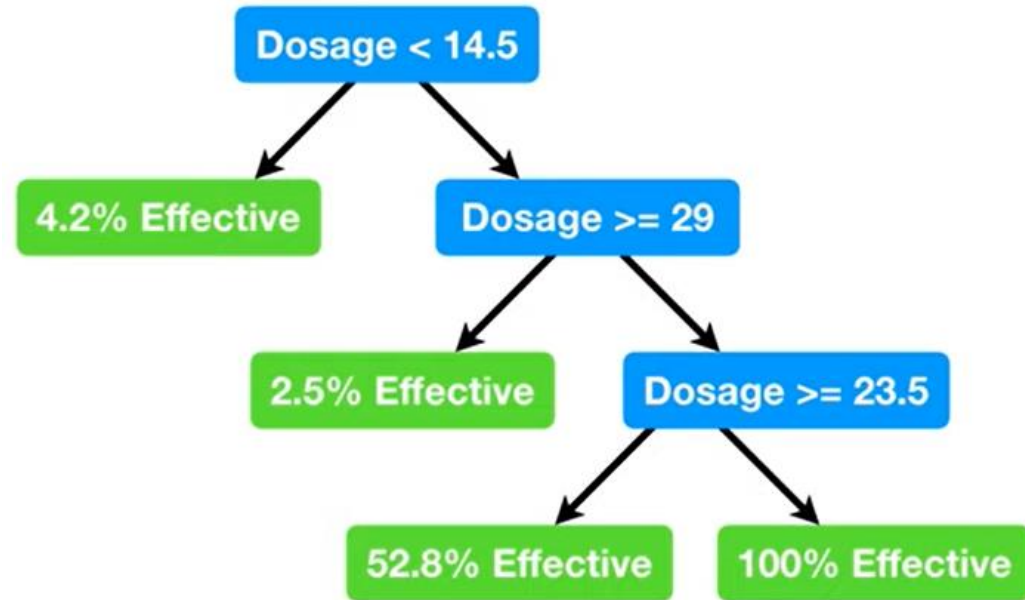 Dosage < 14.5
4.2% Effective
Dosage >= 29
2.5% Effective
Dosage >= 23.5
52.8% Effective
100% Effective